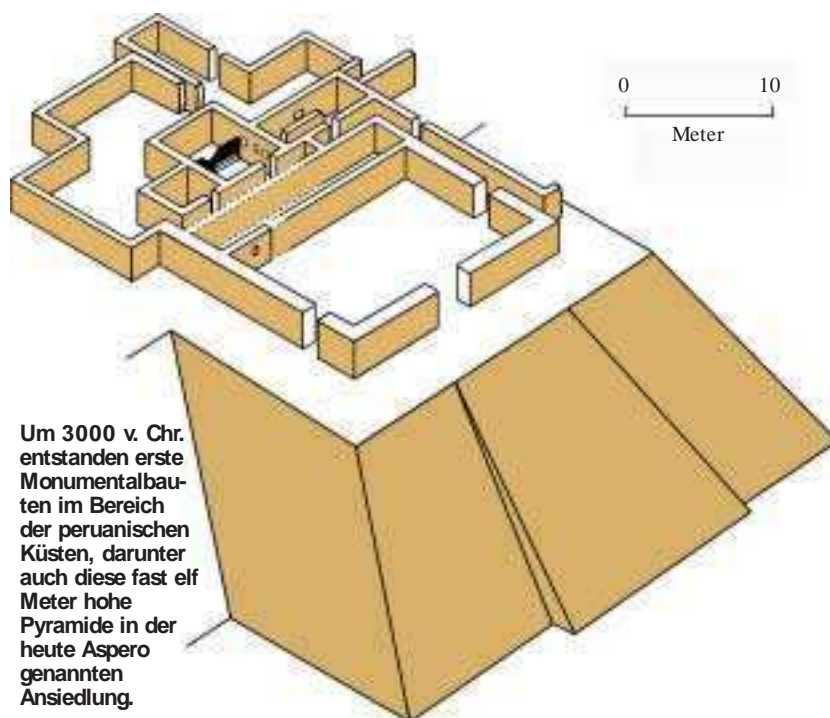 0 10
Meter
Um 3000 v. Chr.
entstanden erste
Monumentalbau-
ten im Bereich
der peruanischen
Küsten, darunter
auch diese fast elf
Meter hohe
Pyramide in der
heute Aspero
genannten
Ansiedlung.